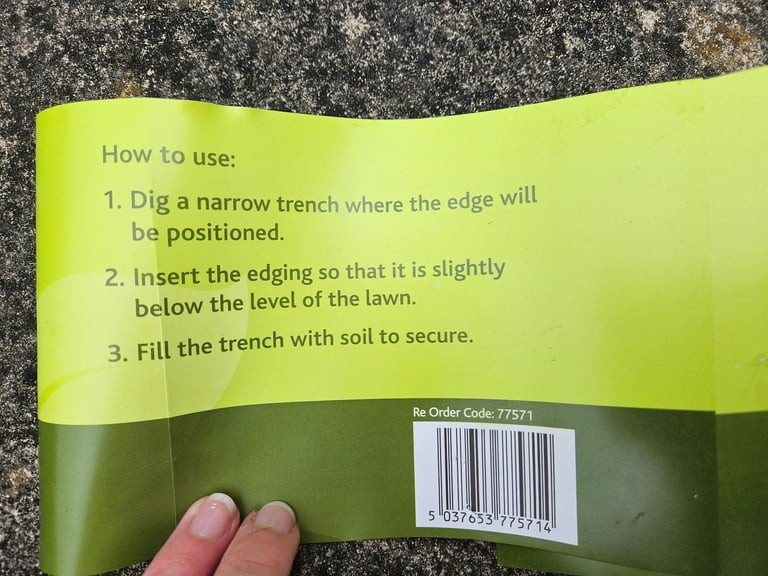 How to use:
1. Dig a narrow trench where the edge will
be positioned.
2. Insert the edging so that it is slightly
below the level of the lawn.
3. Fill the trench with soil to secure.
Re Order Code: 77571
5 037653 775714